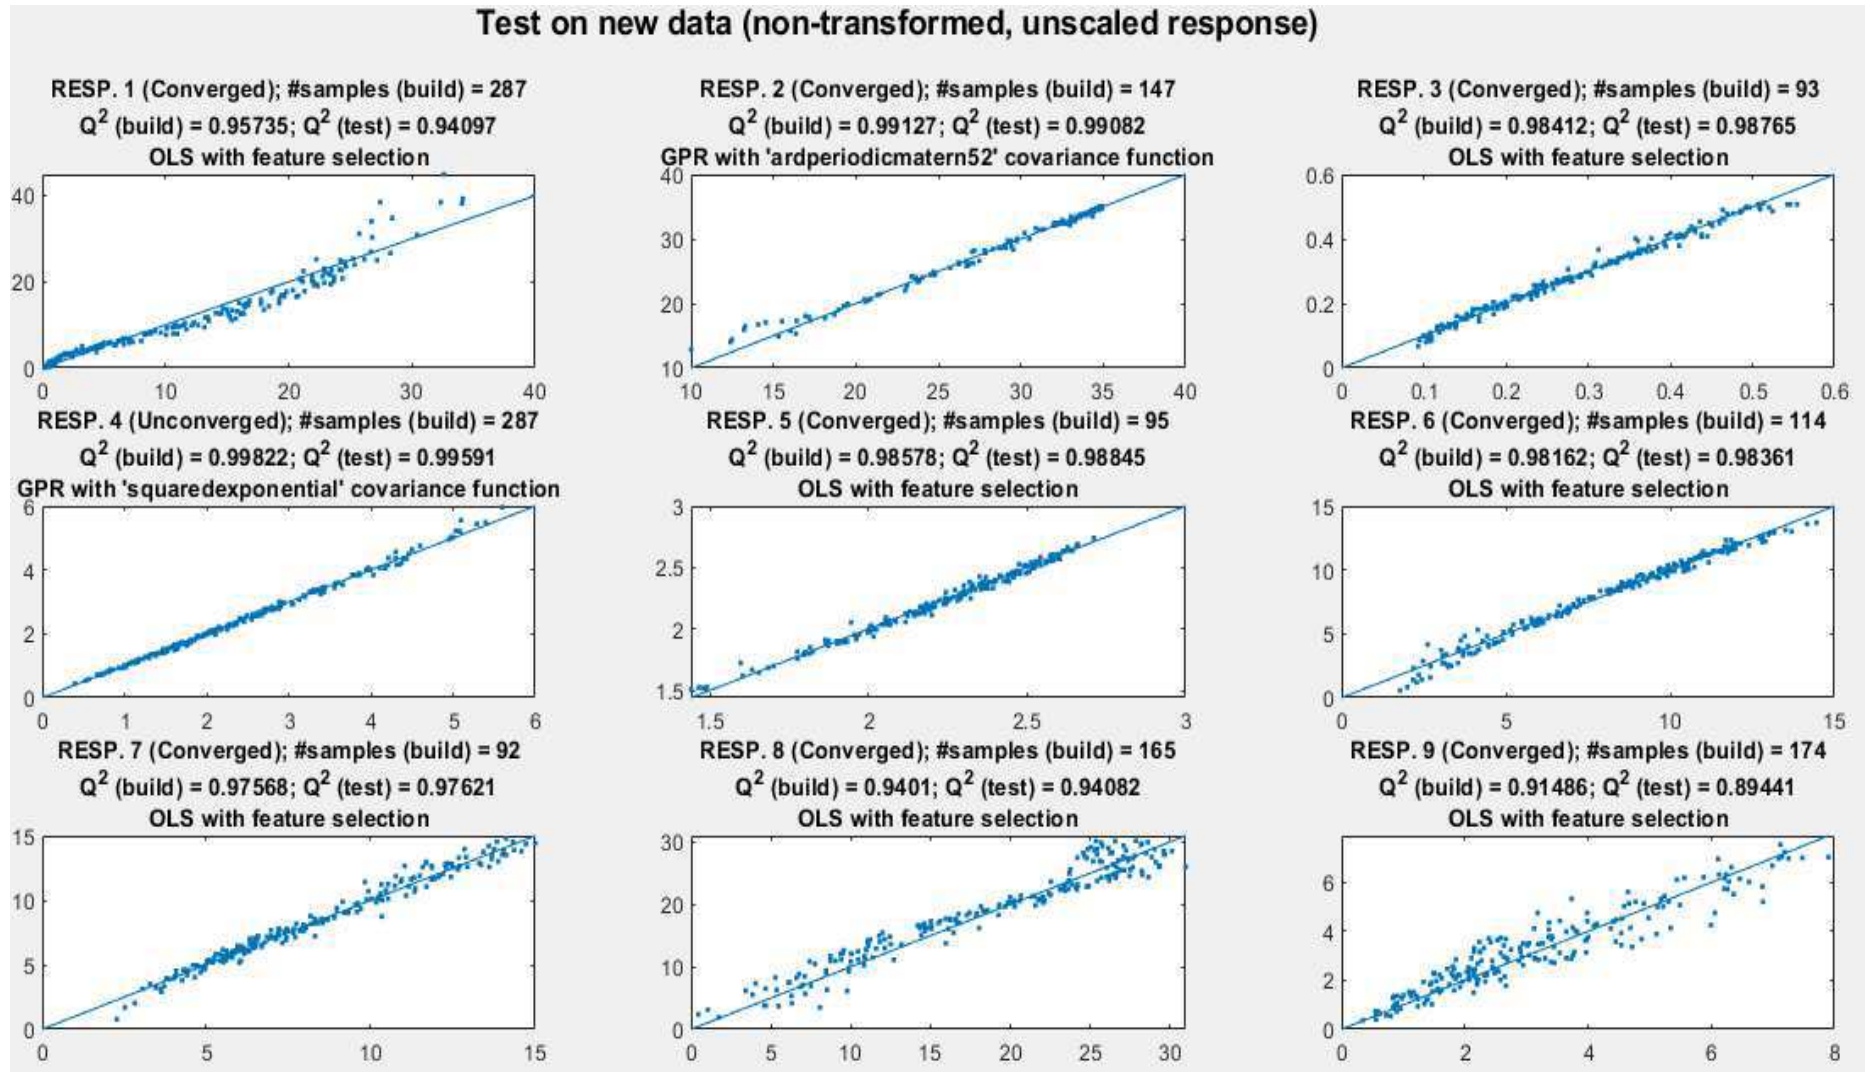 Test on new data (non-transformed, unscaled response)
RESP. 1 (Converged); #samples (build) = 287
Q² (build) = 0.95735; Q² (test) = 0.94097
OLS with feature selection
40
20
0
0 10 20 30 40
RESP. 2 (Converged); #samples (build) = 147
Q² (build) = 0.99127; Q² (test) = 0.99082
GPR with 'ardperiodicmatern52' covariance function
40
30
20
10
10 15 20 25 30 35 40
RESP. 3 (Converged); #samples (build) = 93
Q² (build) = 0.98412; Q² (test) = 0.98765
OLS with feature selection
0.6
0.4
0.2
0
0 0.1 0.2 0.3 0.4 0.5 0.6
RESP. 4 (Unconverged); #samples (build) = 287
Q² (build) = 0.99822; Q² (test) = 0.99591
GPR with 'squaredexponential' covariance function
6
4
2
0
0 1 2 3 4 5 6
RESP. 5 (Converged); #samples (build) = 95
Q² (build) = 0.98578; Q² (test) = 0.98845
OLS with feature selection
3
2.5
2
1.5
1.5 2 2.5 3
RESP. 6 (Converged); #samples (build) = 114
Q² (build) = 0.98162; Q² (test) = 0.98361
OLS with feature selection
15
10
5
0
0 5 10 15
RESP. 7 (Converged); #samples (build) = 92
Q² (build) = 0.97568; Q² (test) = 0.97621
OLS with feature selection
15
10
5
0
0 5 10 15
RESP. 8 (Converged); #samples (build) = 165
Q² (build) = 0.9401; Q² (test) = 0.94082
OLS with feature selection
30
20
10
0
0 5 10 15 20 25 30
RESP. 9 (Converged); #samples (build) = 174
Q² (build) = 0.91486; Q² (test) = 0.89441
OLS with feature selection
6
4
2
0
0 2 4 6 8